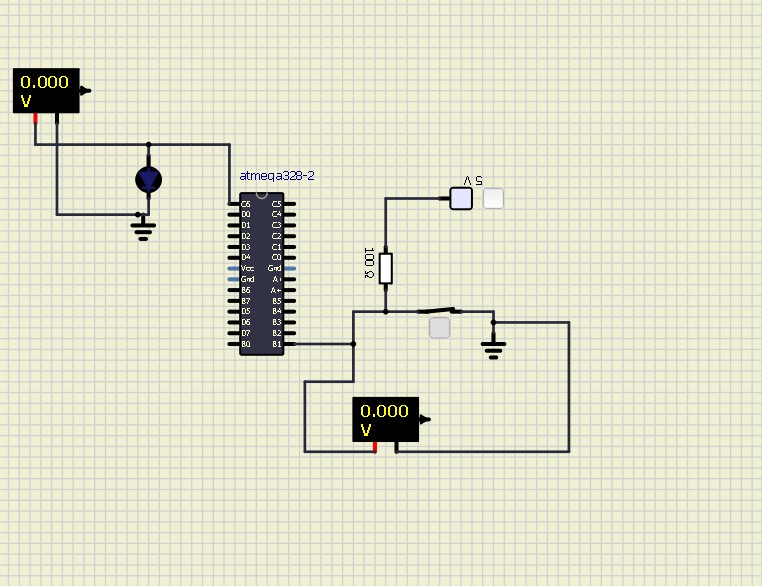 0.000
V
atmega328-2
5 V
C6 C5
D0 C4
D1 C3
D2 C2
D3 C1
D4 C0
Vcc Gnd
Gnd A
B6 A+
B7 B5
D5 B4
D6 B3
D7 B2
B0 B1
100 Ω
0.000
V